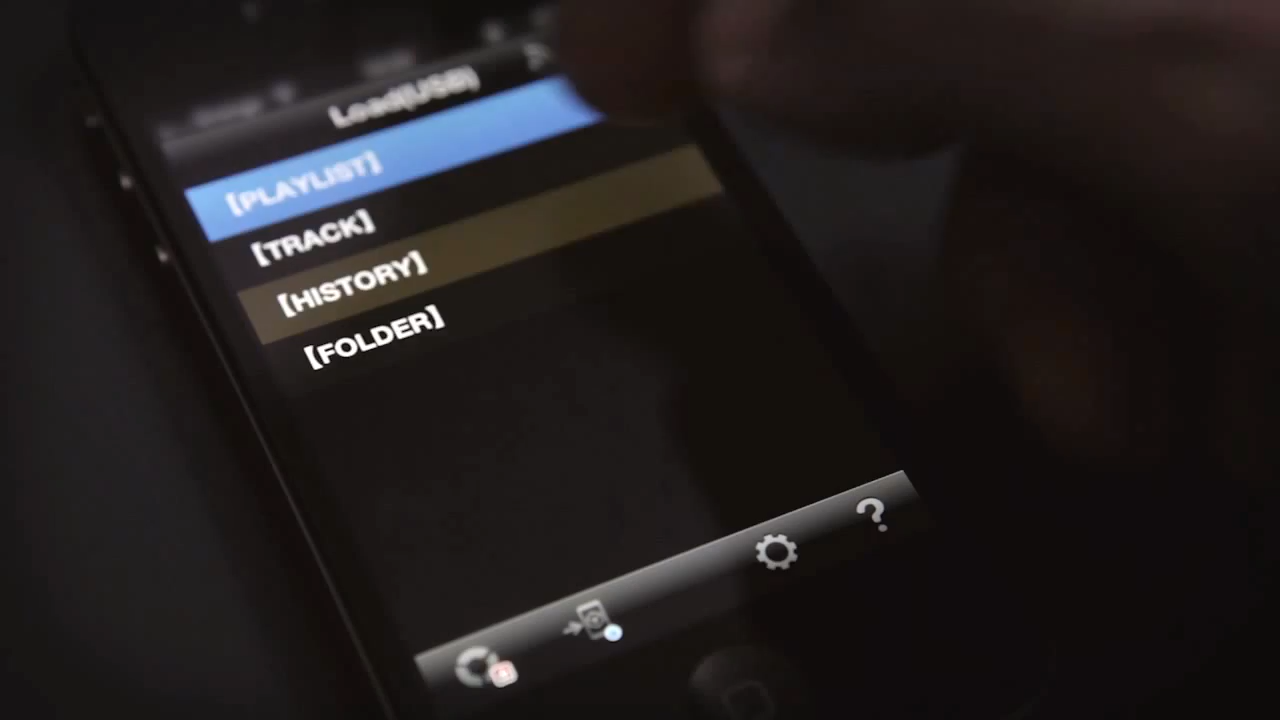 Load(USB)
[PLAYLIST]
[TRACK]
[HISTORY]
[FOLDER]
?